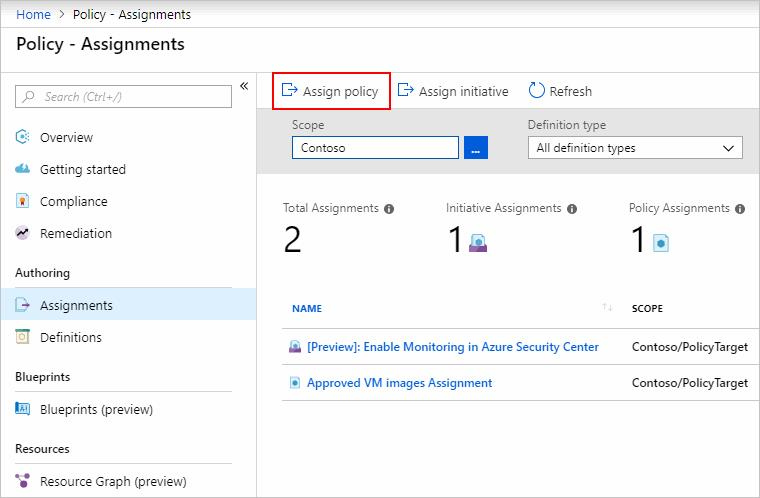 Home > Policy - Assignments
Policy - Assignments
Search (Ctrl+/)
«
Overview
Getting started
Compliance
Remediation
Authoring
Assignments
Definitions
Blueprints
Blueprints (preview)
Resources
Resource Graph (preview)
Assign policy Assign initiative Refresh
Scope Definition type
Contoso ... All definition types
Total Assignments Initiative Assignments Policy Assignments
2 1 1
NAME SCOPE
[Preview]: Enable Monitoring in Azure Security Center Contoso/PolicyTarget
Approved VM images Assignment Contoso/PolicyTarget